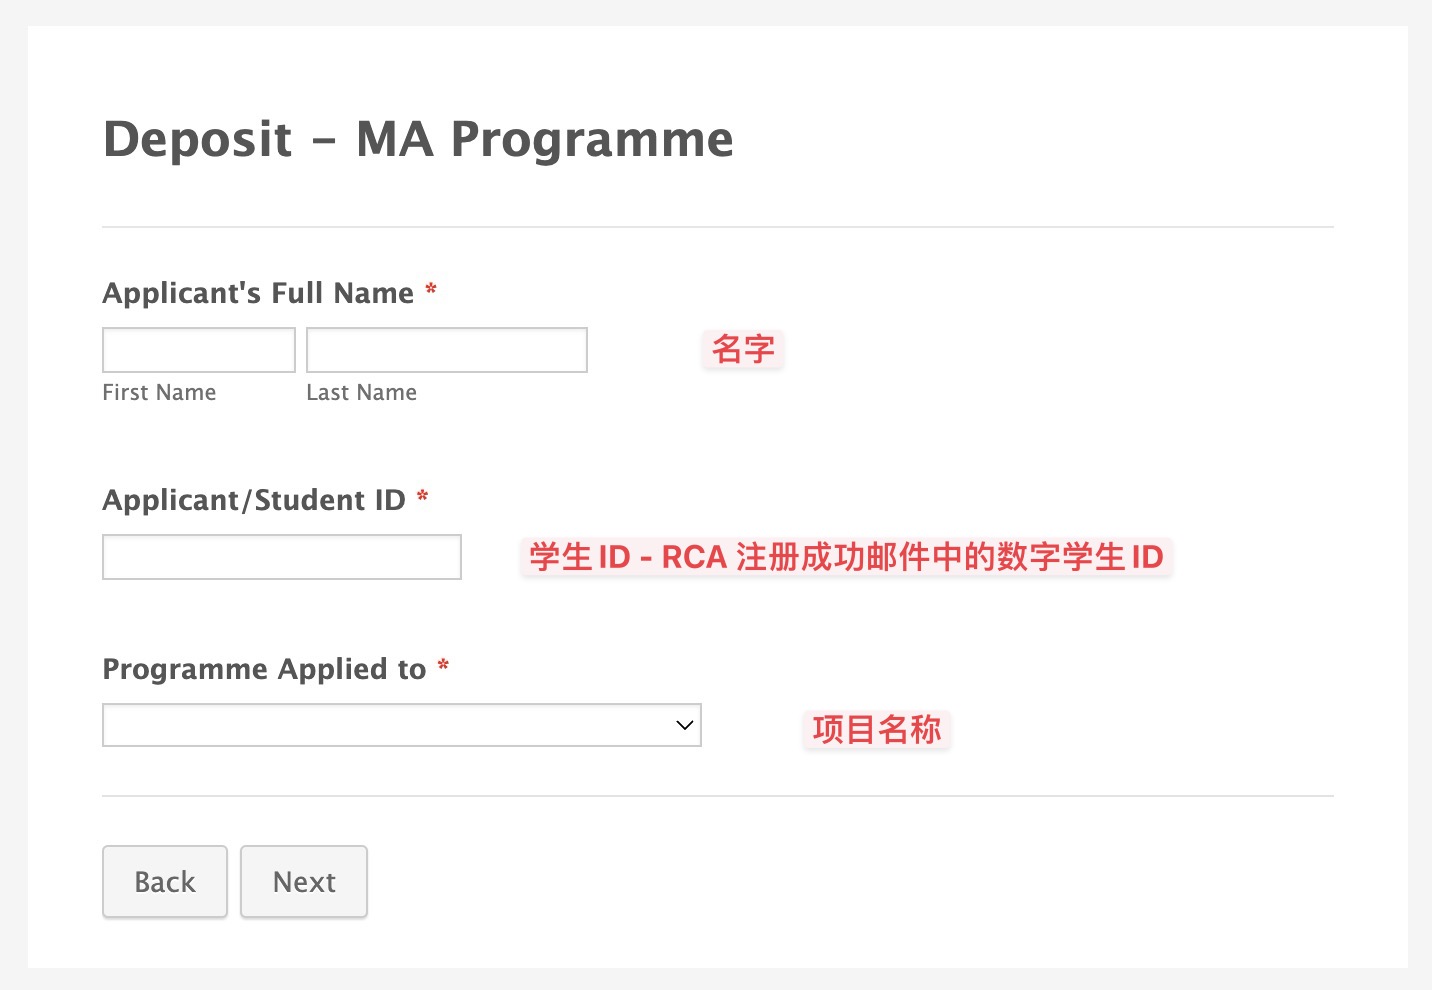 Deposit – MA Programme
Applicant's Full Name *
名字
First Name Last Name
Applicant/Student ID *
学生 ID - RCA 注册成功邮件中的数字学生 ID
Programme Applied to *
项目名称
Back Next